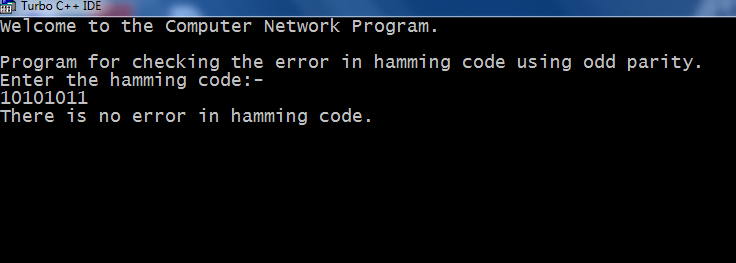 Turbo C++ IDE
Welcome to the Computer Network Program.
Program for checking the error in hamming code using odd parity.
Enter the hamming code:-
10101011
There is no error in hamming code.